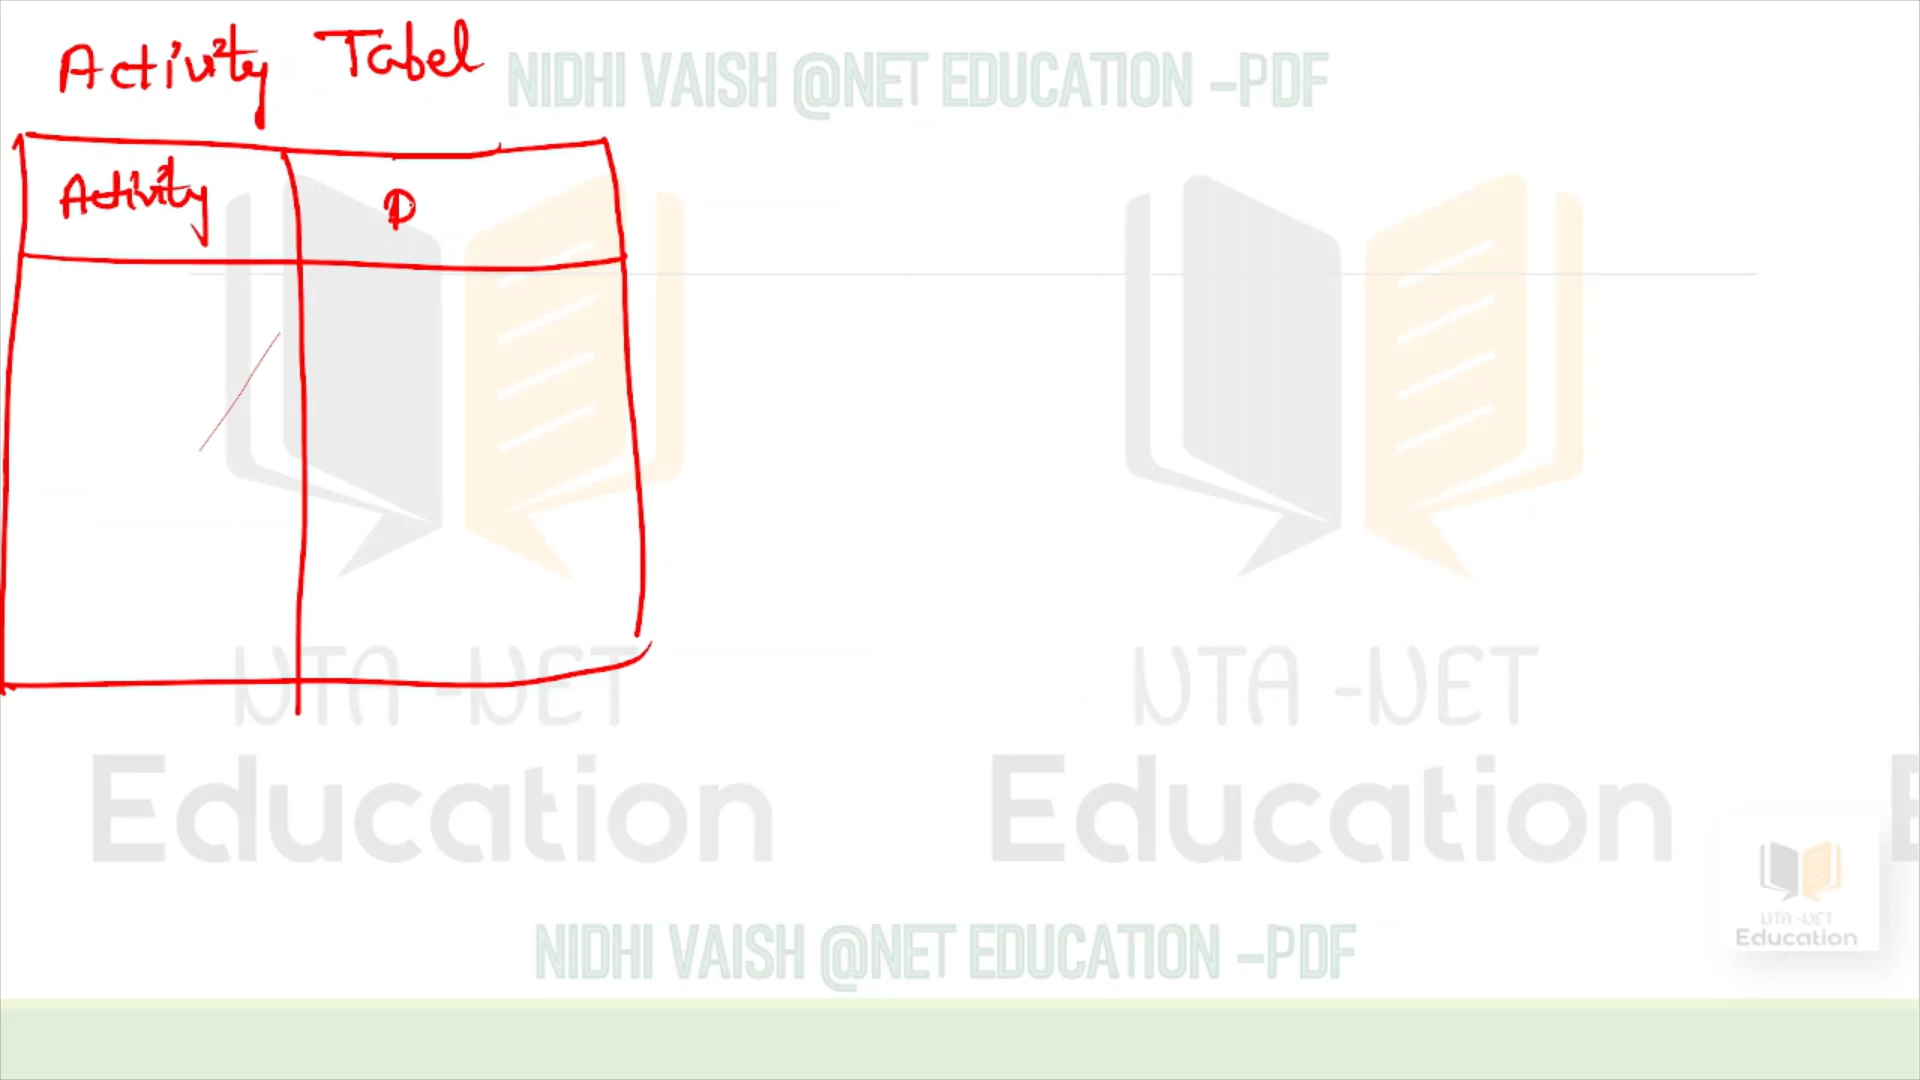 Activity Tabel
NIDHI VAISH @NET EDUCATION -PDF
Activity D
NTA -NET
Education
NTA -NET
Education
E
NTA -NET
Education
NIDHI VAISH @NET EDUCATION -PDF